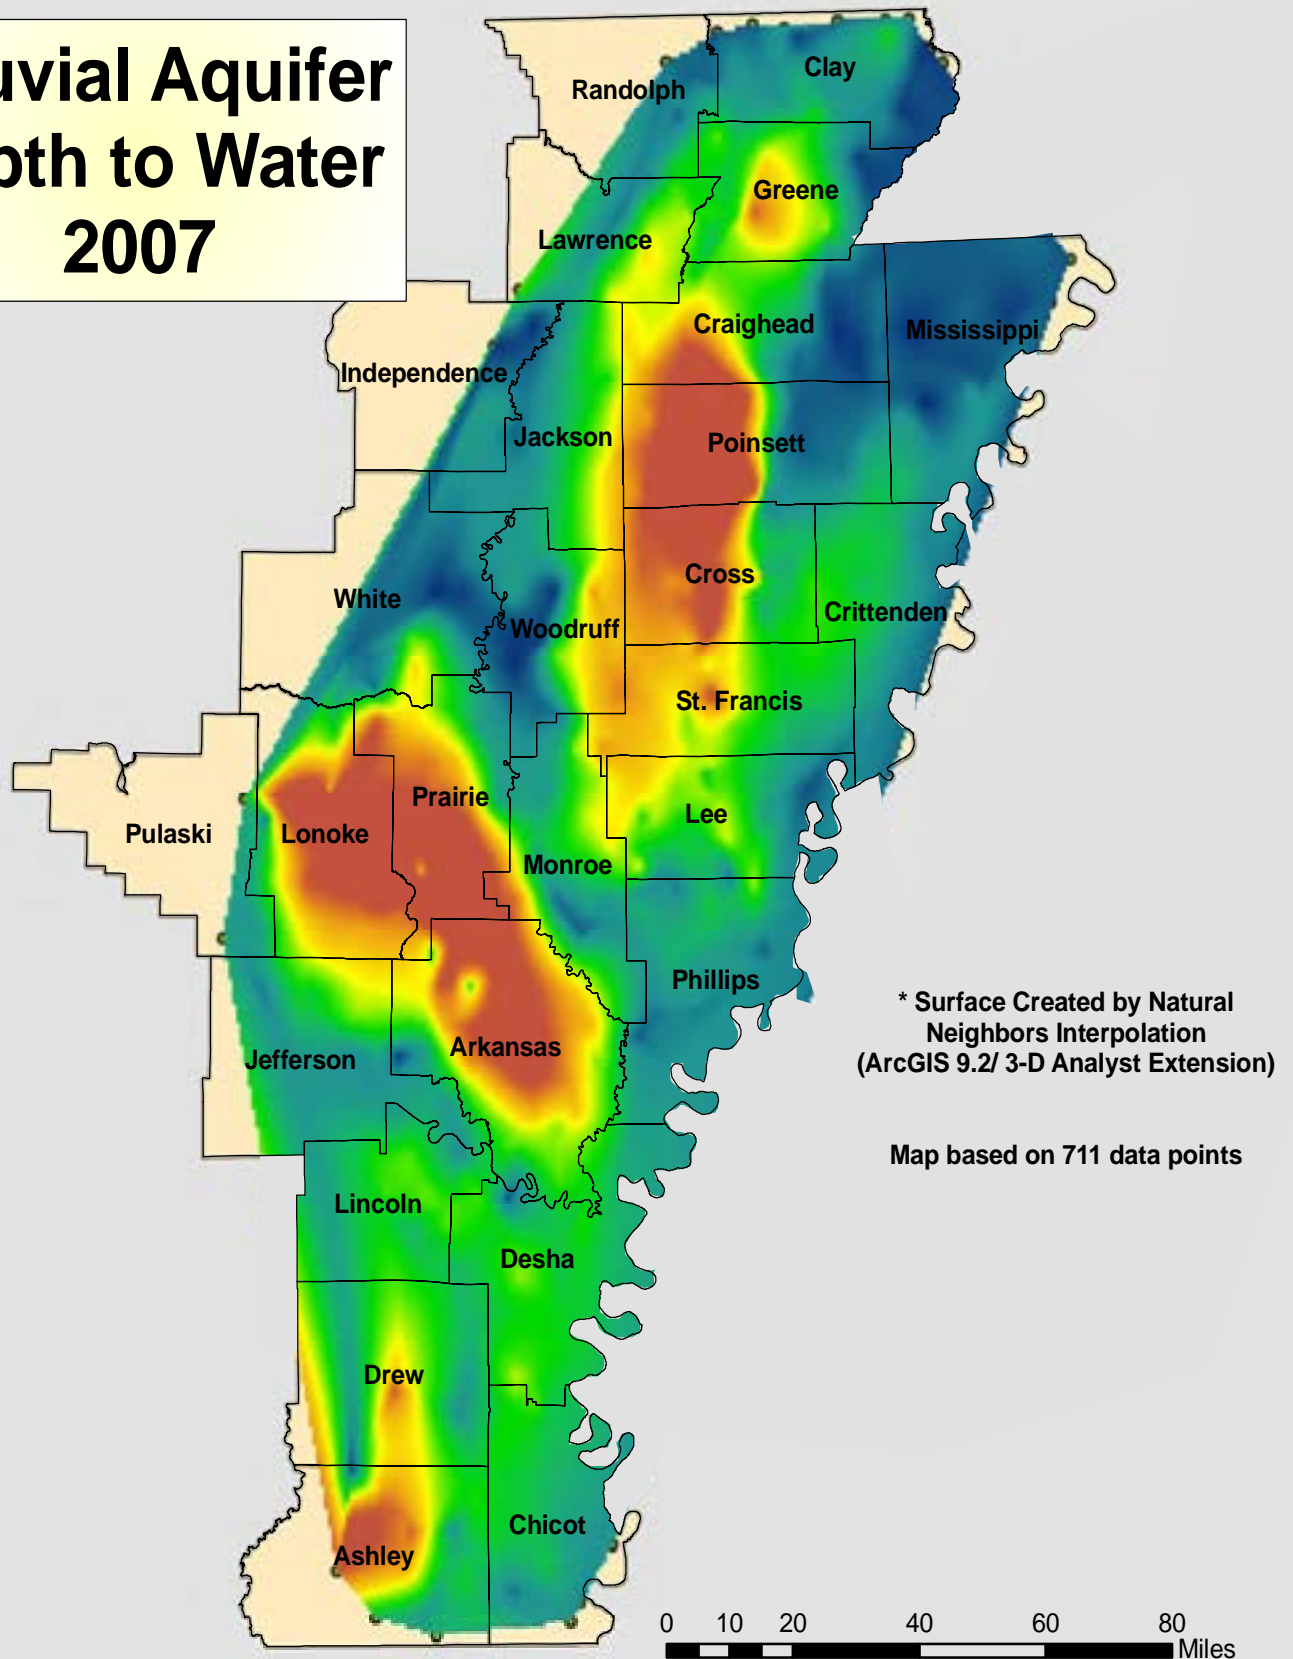 uvial Aquifer
pth to Water
2007
Randolph
Clay
Greene
Lawrence
Craighead
Mississippi
Independence
Jackson
Poinsett
Cross
White
Woodruff
Crittenden
St. Francis
Prairie
Lee
Pulaski
Lonoke
Monroe
Phillips
* Surface Created by Natural
Neighbors Interpolation
(ArcGIS 9.2/ 3-D Analyst Extension)
Jefferson
Arkansas
Map based on 711 data points
Lincoln
Desha
Drew
Chicot
Ashley
0 10 20 40 60 80
Miles